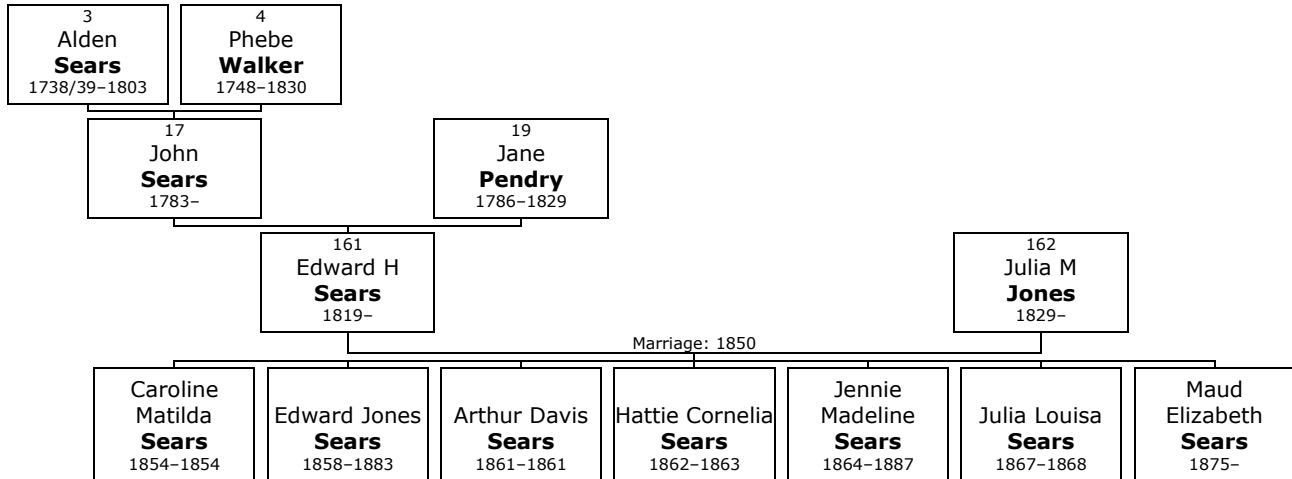 3
Alden
Sears
1738/39–1803
4
Phebe
Walker
1748–1830
17
John
Sears
1783–
19
Jane
Pendry
1786–1829
161
Edward H
Sears
1819–
162
Julia M
Jones
1829–
Marriage: 1850
Caroline
Matilda
Sears
1854–1854
Edward Jones
Sears
1858–1883
Arthur Davis
Sears
1861–1861
Hattie Cornelia
Sears
1862–1863
Jennie
Madeline
Sears
1864–1887
Julia Louisa
Sears
1867–1868
Maud
Elizabeth
Sears
1875–